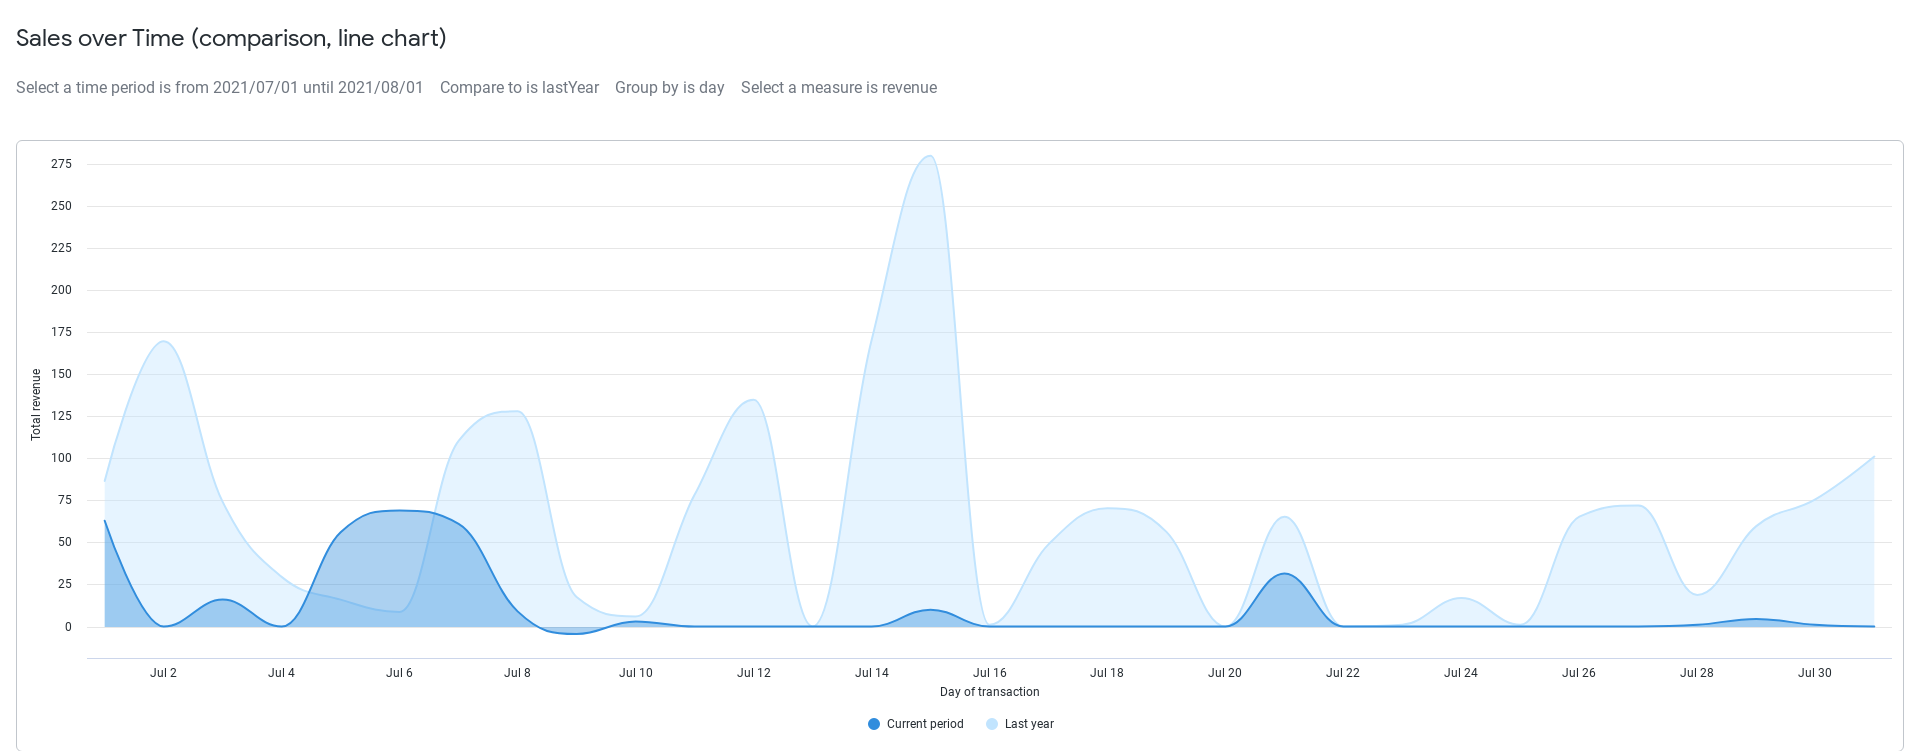 Sales over Time (comparison, line chart)
Select a time period is from 2021/07/01 until 2021/08/01 Compare to is lastYear Group by is day Select a measure is revenue
275
250
225
200
175
150
125
100
75
50
25
0
Total revenue
Jul 2 Jul 4 Jul 6 Jul 8 Jul 10 Jul 12 Jul 14 Jul 16 Jul 18 Jul 20 Jul 22 Jul 24 Jul 26 Jul 28 Jul 30
Day of transaction
Current period Last year